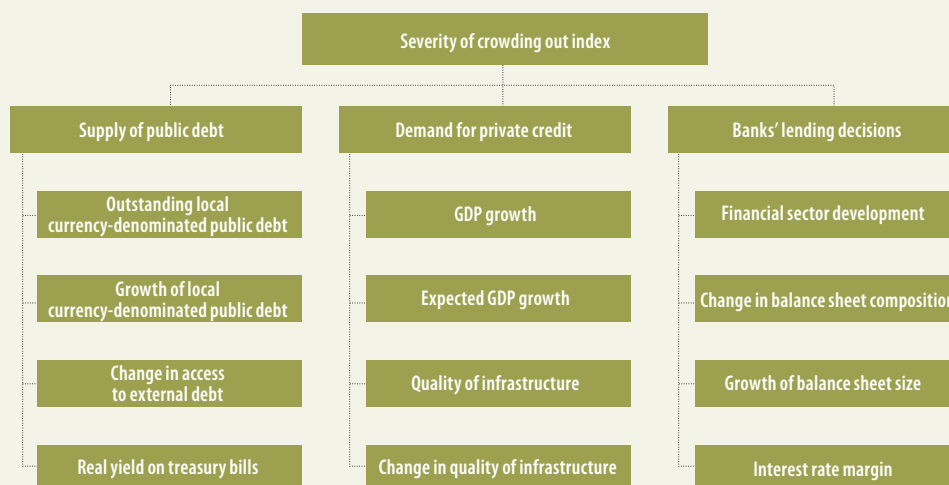 Severity of crowding out index
Supply of public debt
Outstanding local
currency-denominated public debt
Growth of local
currency-denominated public debt
Change in access
to external debt
Real yield on treasury bills
Demand for private credit
GDP growth
Expected GDP growth
Quality of infrastructure
Change in quality of infrastructure
Banks’ lending decisions
Financial sector development
Change in balance sheet composition
Growth of balance sheet size
Interest rate margin